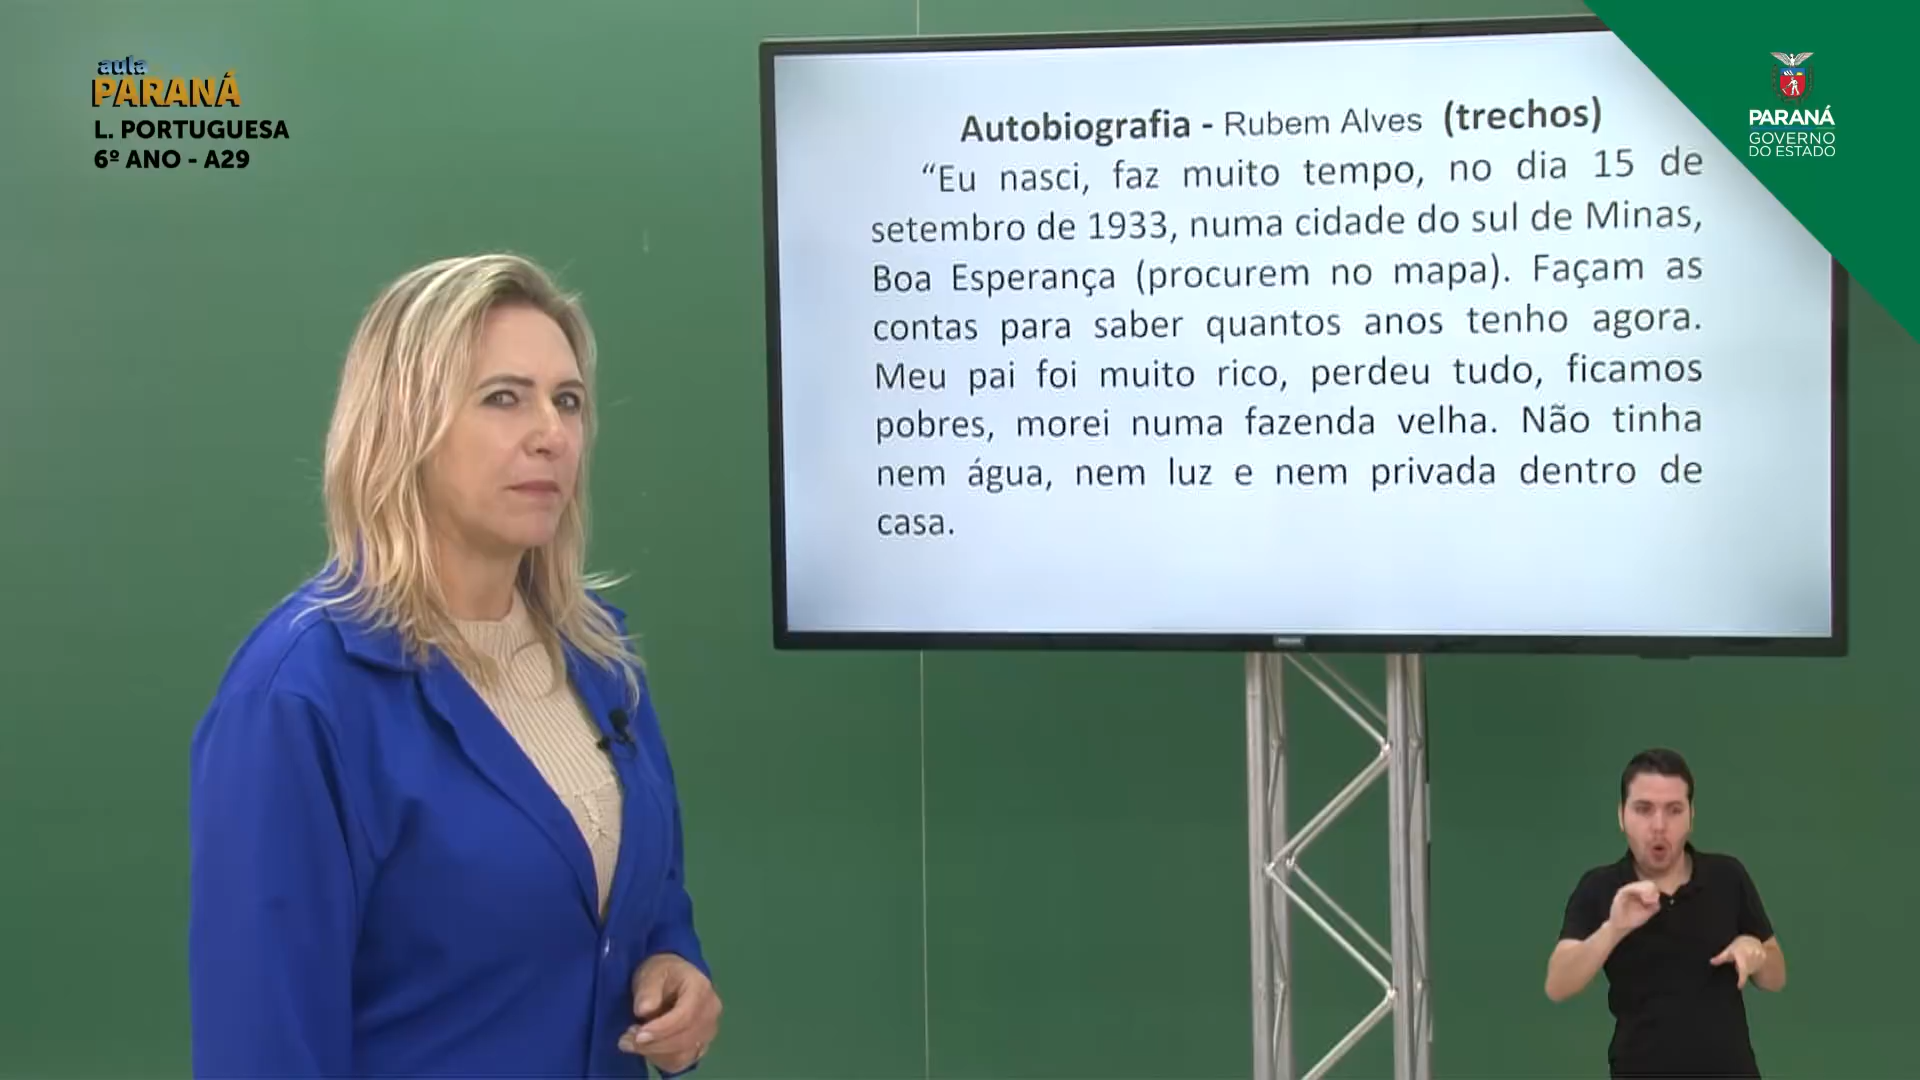 aula
PARANÁ
L. PORTUGUESA
6º ANO - A29
Autobiografia - Rubem Alves (trechos)
“Eu nasci, faz muito tempo, no dia 15 de
setembro de 1933, numa cidade do sul de Minas,
Boa Esperança (procurem no mapa). Façam as
contas para saber quantos anos tenho agora.
Meu pai foi muito rico, perdeu tudo, ficamos
pobres, morei numa fazenda velha. Não tinha
nem água, nem luz e nem privada dentro de
casa.
PARANÁ
GOVERNO
DO ESTADO